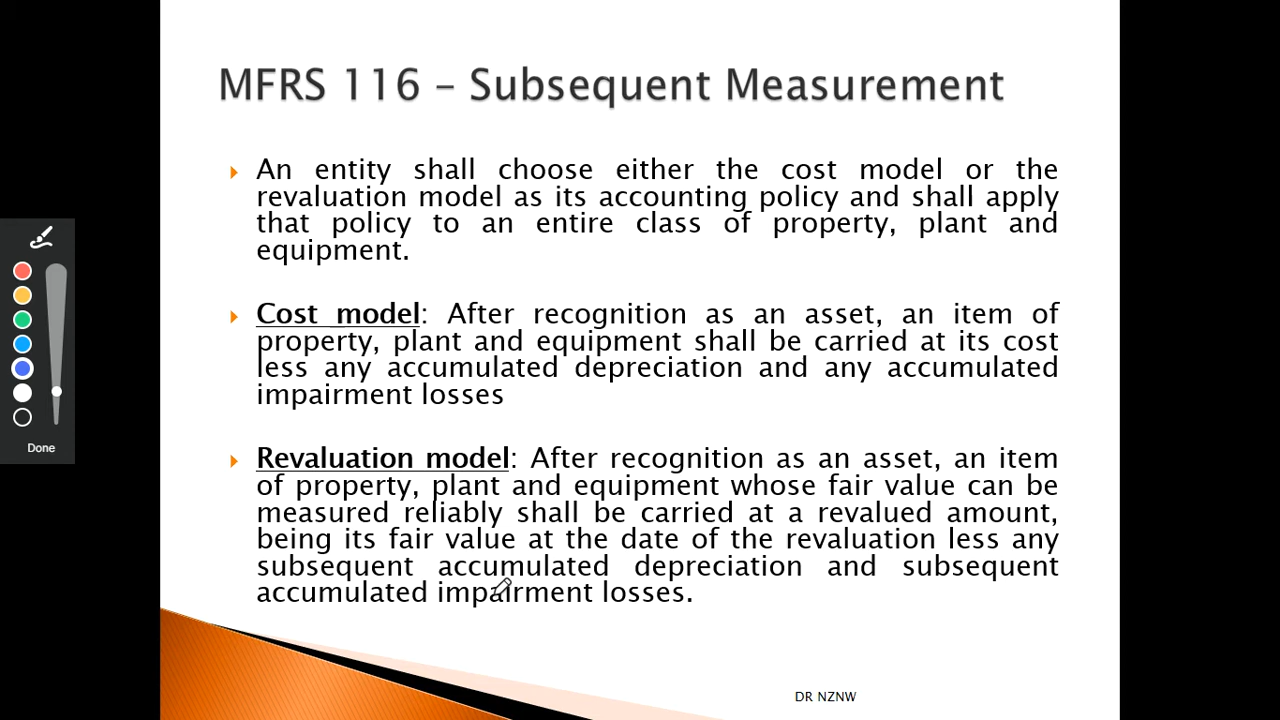 MFRS 116 – Subsequent Measurement
An entity shall choose either the cost model or the
revaluation model as its accounting policy and shall apply
that policy to an entire class of property, plant and
equipment.
Cost model: After recognition as an asset, an item of
property, plant and equipment shall be carried at its cost
less any accumulated depreciation and any accumulated
impairment losses
Revaluation model: After recognition as an asset, an item
of property, plant and equipment whose fair value can be
measured reliably shall be carried at a revalued amount,
being its fair value at the date of the revaluation less any
subsequent accumulated depreciation and subsequent
accumulated impairment losses.
Done
DR NZNW